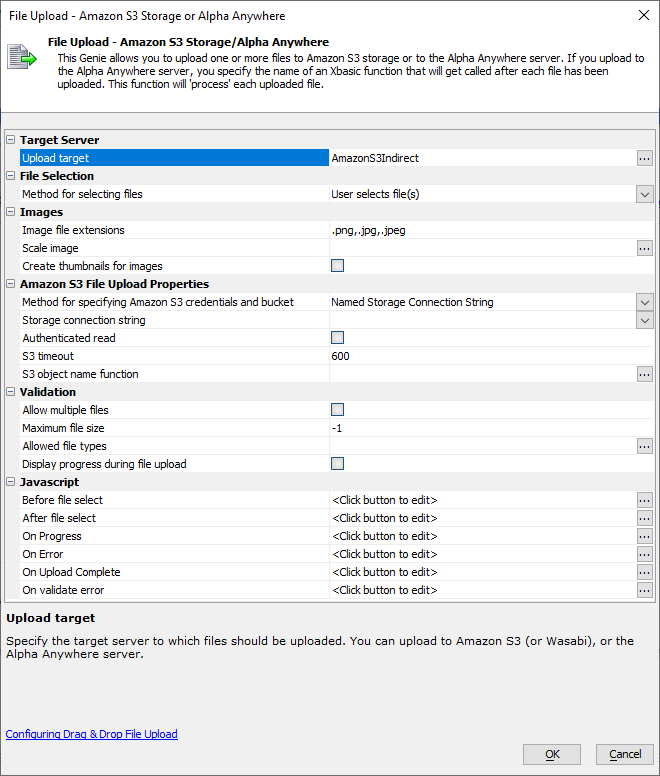 File Upload - Amazon S3 Storage or Alpha Anywhere
File Upload - Amazon S3 Storage/Alpha Anywhere
This Genie allows you to upload one or more files to Amazon S3 storage or to the Alpha Anywhere server. If you upload to
the Alpha Anywhere server, you specify the name of an Xbasic function that will get called after each file has been
uploaded. This function will 'process' each uploaded file.
Target Server
Upload target AmazonS3Indirect ...
File Selection
Method for selecting files User selects file(s)
Images
Image file extensions .png,.jpg,.jpeg
Scale image ...
Create thumbnails for images
Amazon S3 File Upload Properties
Method for specifying Amazon S3 credentials and bucket Named Storage Connection String
Storage connection string
Authenticated read
S3 timeout 600
S3 object name function ...
Validation
Allow multiple files
Maximum file size -1
Allowed file types ...
Display progress during file upload
Javascript
Before file select <Click button to edit> ...
After file select <Click button to edit> ...
On Progress <Click button to edit> ...
On Error <Click button to edit> ...
On Upload Complete <Click button to edit> ...
On validate error <Click button to edit> ...
Upload target
Specify the target server to which files should be uploaded. You can upload to Amazon S3 (or Wasabi), or the
Alpha Anywhere server.
Configuring Drag & Drop File Upload
OK Cancel